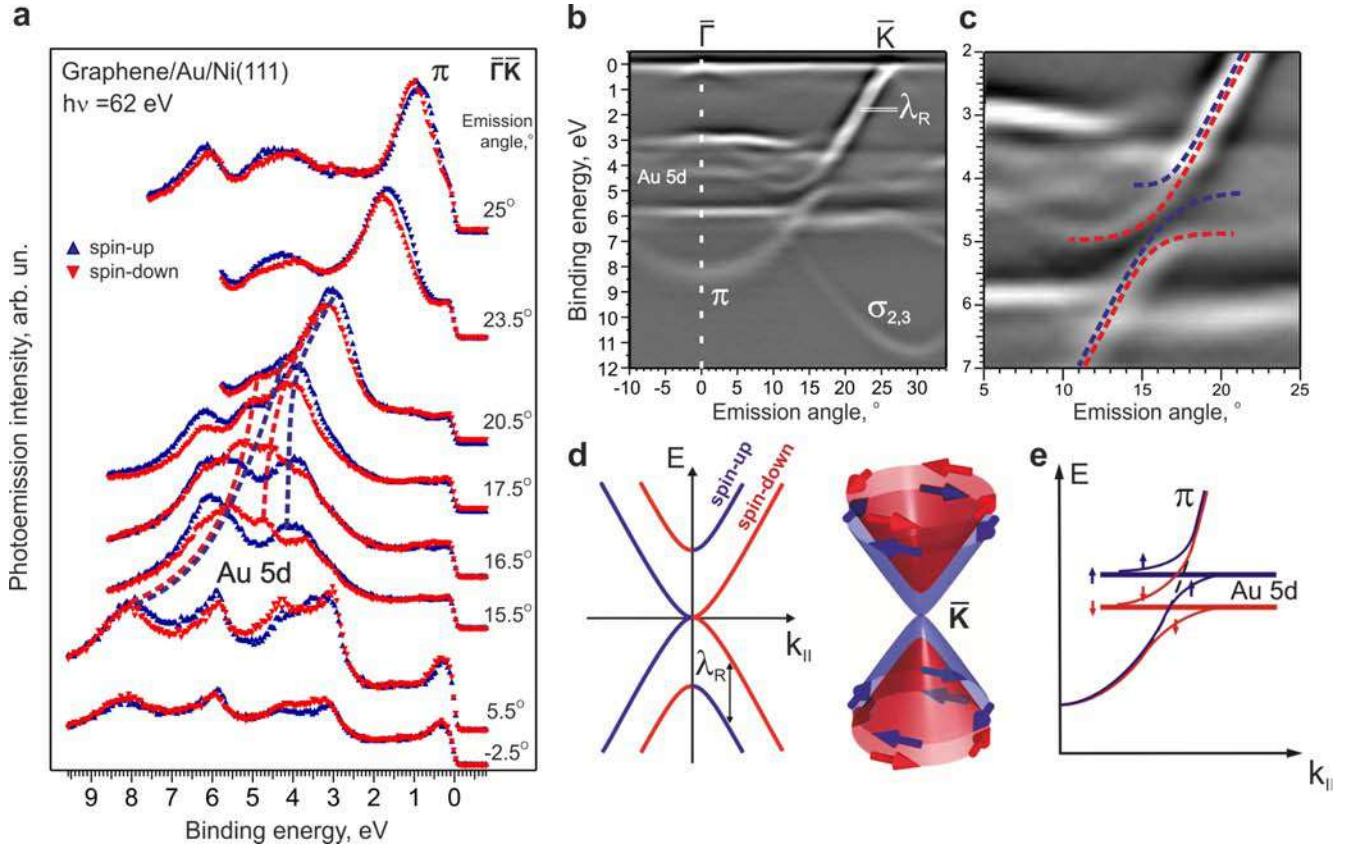 a
Graphene/Au/Ni(111)
hν =62 eV
π
Γ̅K̅
Emission
angle,°
spin-up
spin-down
25°
23.5°
20.5°
17.5°
16.5°
15.5°
5.5°
-2.5°
Au 5d
Photoemission intensity, arb. un.
9 8 7 6 5 4 3 2 1 0
Binding energy, eV
b
Γ̅ K̅
0
1
2
3
4
5
6
7
8
9
10
11
12
Binding energy, eV
λR
Au 5d
π
σ2,3
-10 -5 0 5 10 15 20 25 30
Emission angle, °
c
2
3
4
5
6
7
5 10 15 20 25
Emission angle, °
d
E
spin-up
spin-down
k||
λR
K̅
e
E
π
Au 5d
k||